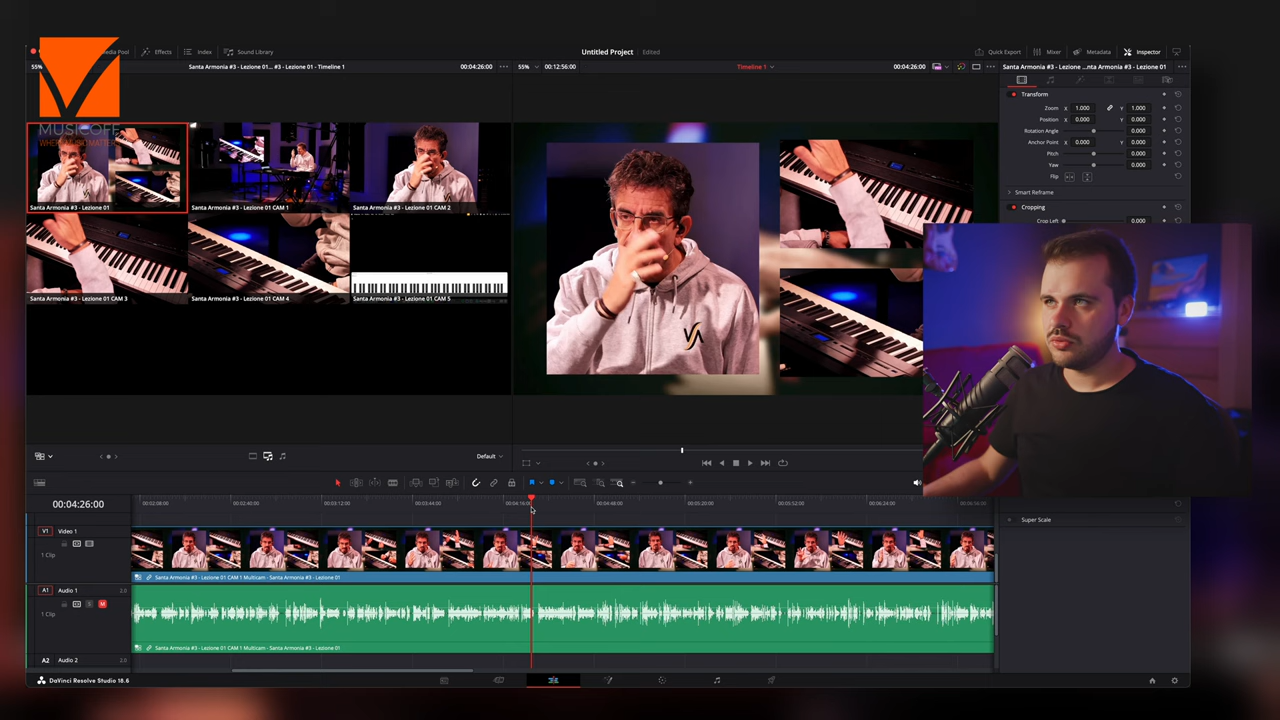 Media Pool
Effects
Index
Sound Library
Untitled Project
Edited
Quick Export
Mixer
Metadata
Inspector
55%
Santa Armonia #3 - Lezione 01... #3 - Lezione 01 - Timeline 1
00:04:26:00
55%
00:12:56:00
Timeline 1
00:04:26:00
Santa Armonia #3 - Lezione ...nta Armonia #3 - Lezione 01
MUSICOFF
Transform
Zoom X 1.000 Y 1.000
Position X 0.000 Y 0.000
Rotation Angle 0.000
Anchor Point X 0.000 Y 0.000
Pitch 0.000
Yaw 0.000
Flip
Smart Reframe
Cropping
Crop Left 0.000
Santa Armonia #3 - Lezione 01
Santa Armonia #3 - Lezione 01 CAM 1
Santa Armonia #3 - Lezione 01 CAM 2
Santa Armonia #3 - Lezione 01 CAM 3
Santa Armonia #3 - Lezione 01 CAM 4
Santa Armonia #3 - Lezione 01 CAM 5
Default
00:04:26:00
00:02:08:00
00:02:40:00
00:03:12:00
00:03:44:00
00:04:16:00
00:04:48:00
00:05:20:00
00:05:52:00
00:06:24:00
00:06:56:00
Super Scale
V1 Video 1
1 Clip
Santa Armonia #3 - Lezione 01 CAM 1 Multicam - Santa Armonia #3 - Lezione 01
A1 Audio 1 2.0
S M
1 Clip
Santa Armonia #3 - Lezione 01 CAM 1 Multicam - Santa Armonia #3 - Lezione 01
A2 Audio 2 2.0
DaVinci Resolve Studio 18.6